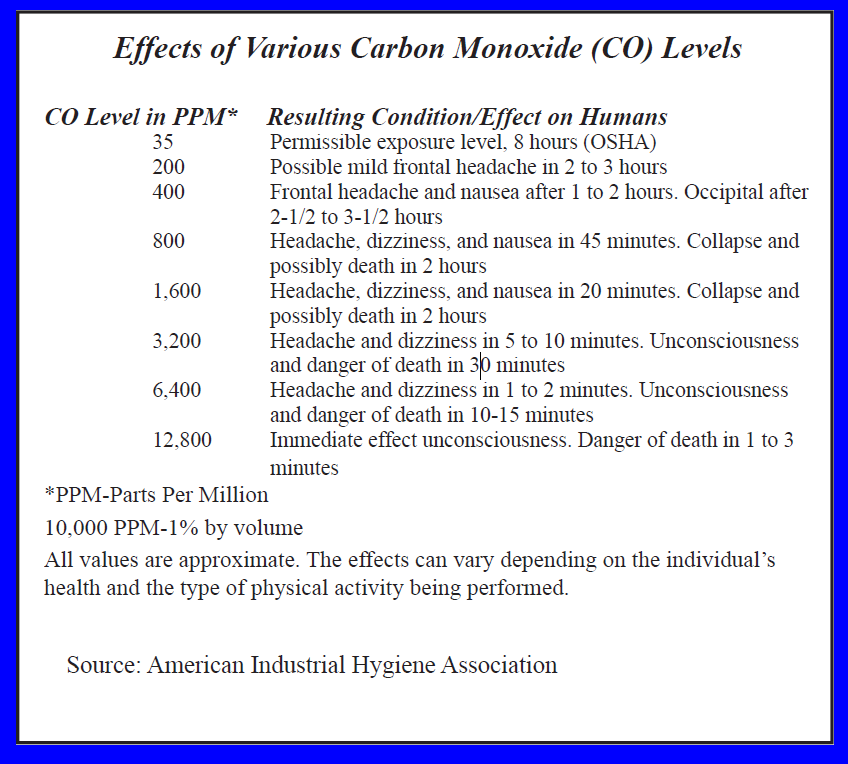 Effects of Various Carbon Monoxide (CO) Levels
CO Level in PPM* Resulting Condition/Effect on Humans
35 Permissible exposure level, 8 hours (OSHA)
200 Possible mild frontal headache in 2 to 3 hours
400 Frontal headache and nausea after 1 to 2 hours. Occipital after
2-1/2 to 3-1/2 hours
800 Headache, dizziness, and nausea in 45 minutes. Collapse and
possibly death in 2 hours
1,600 Headache, dizziness, and nausea in 20 minutes. Collapse and
possibly death in 2 hours
3,200 Headache and dizziness in 5 to 10 minutes. Unconsciousness
and danger of death in 30 minutes
6,400 Headache and dizziness in 1 to 2 minutes. Unconsciousness
and danger of death in 10-15 minutes
12,800 Immediate effect unconsciousness. Danger of death in 1 to 3
minutes
*PPM-Parts Per Million
10,000 PPM-1% by volume
All values are approximate. The effects can vary depending on the individual’s
health and the type of physical activity being performed.
Source: American Industrial Hygiene Association